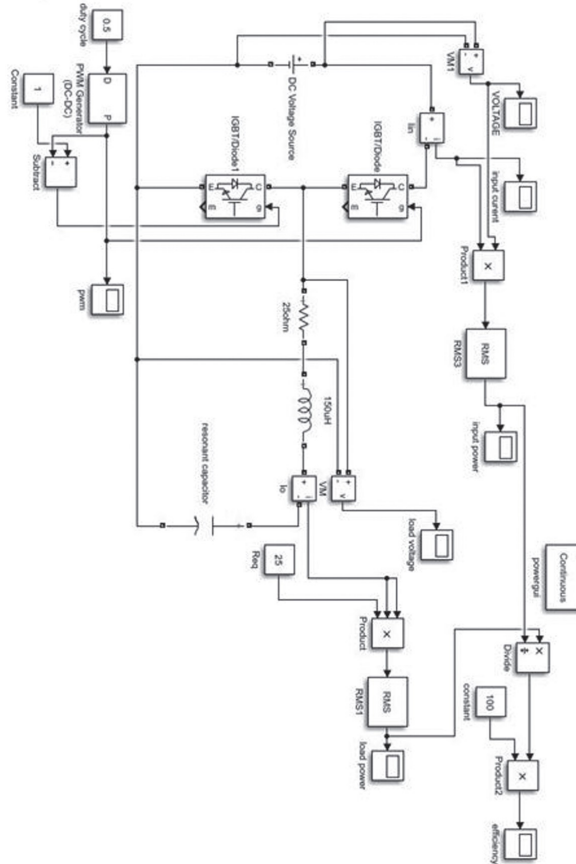 VM1
+
-
v
VOLTAGE
DC Voltage Source
+
Iin
+
-
i
input curent
IGBT/Diode
E
C
m
g
IGBT/Diode1
E
C
m
g
duty cycle
0.5
D
P
PWM Generator
(DC-DC)
Constant
1
+
-
Subtract
pwm
×
Product1
RMS
RMS3
input power
25ohm
150uH
resonant capacitor
+
-
i
Io
+
-
v
VM
load voltage
25
Req
×
Product
RMS
RMS1
load power
Continuous
powergui
×
÷
Divide
100
constant
×
Product2
efficiency